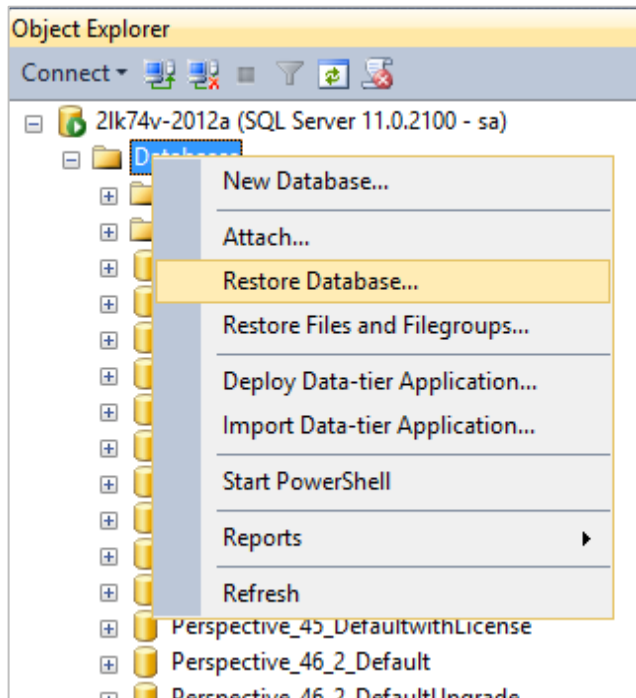 Object Explorer
Connect
2lk74v-2012a (SQL Server 11.0.2100 - sa)
Databases
New Database...
Attach...
Restore Database...
Restore Files and Filegroups...
Deploy Data-tier Application...
Import Data-tier Application...
Start PowerShell
Reports
Refresh
Perspective_45_DefaultwithLicense
Perspective_46_2_Default
Perspective_46_2_DefaultUpgrade